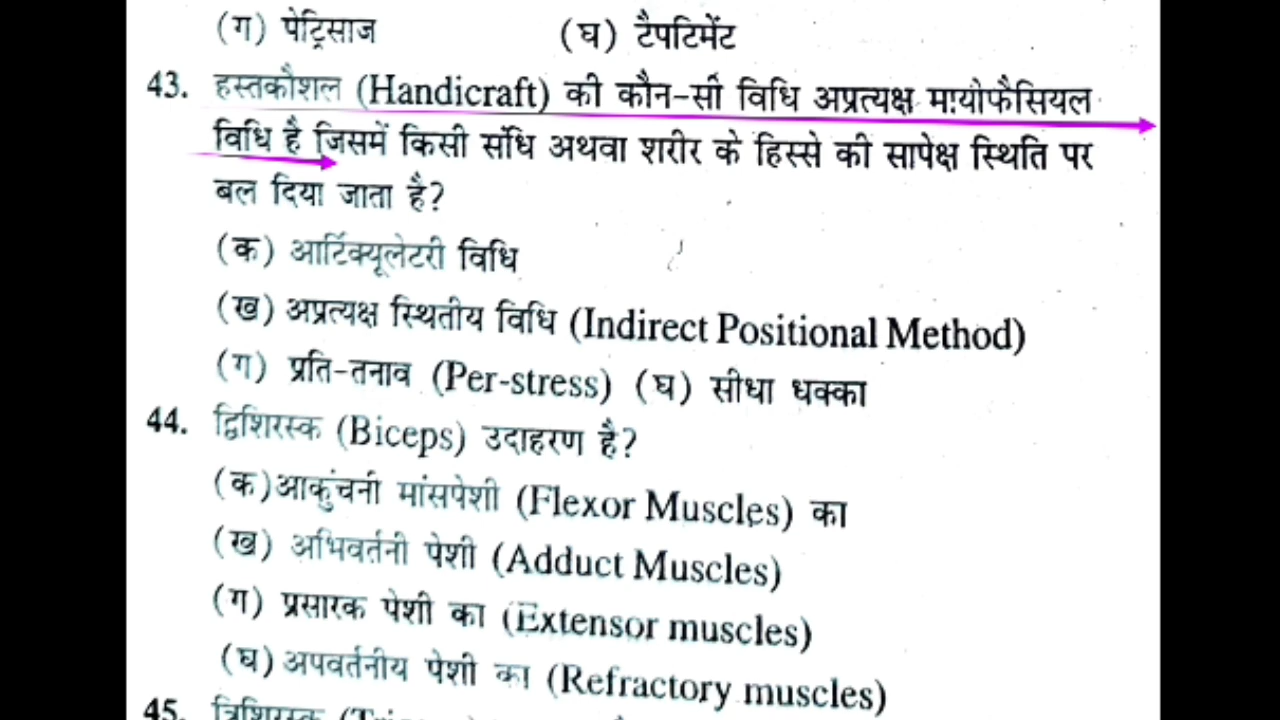 (ग) पेट्रिसाज (घ) टैपटिमेंट
43. हस्तकौशल (Handicraft) की कौन-सी विधि अप्रत्यक्ष मायोफैसियल
विधि है जिसमें किसी संधि अथवा शरीर के हिस्से की सापेक्ष स्थिति पर
बल दिया जाता है?
(क) आर्टिक्यूलेटरी विधि
(ख) अप्रत्यक्ष स्थितीय विधि (Indirect Positional Method)
(ग) प्रति-तनाव (Per-stress) (घ) सीधा धक्का
44. द्विशिरस्क (Biceps) उदाहरण है?
(क) आकुंचनी मांसपेशी (Flexor Muscles) का
(ख) अभिवर्तनी पेशी (Adduct Muscles)
(ग) प्रसारक पेशी का (Extensor muscles)
(घ) अपवर्तनीय पेशी का (Refractory muscles)
45. त्रिशिरस्क